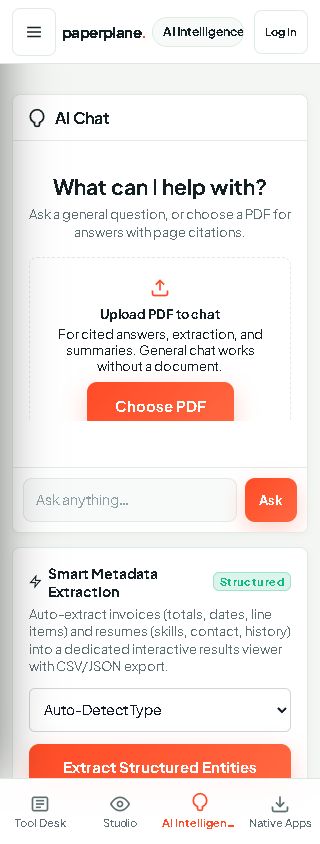 paperplane.
AI Intelligence
Log In
AI Chat
What can I help with?
Ask a general question, or choose a PDF for
answers with page citations.
Upload PDF to chat
For cited answers, extraction, and
summaries. General chat works
without a document.
Choose PDF
Ask anything...
Ask
Smart Metadata
Extraction
Structured
Auto-extract invoices (totals, dates, line
items) and resumes (skills, contact, history)
into a dedicated interactive results viewer
with CSV/JSON export.
Auto-Detect Type
Extract Structured Entities
Tool Desk
Studio
AI Intelligen...
Native Apps